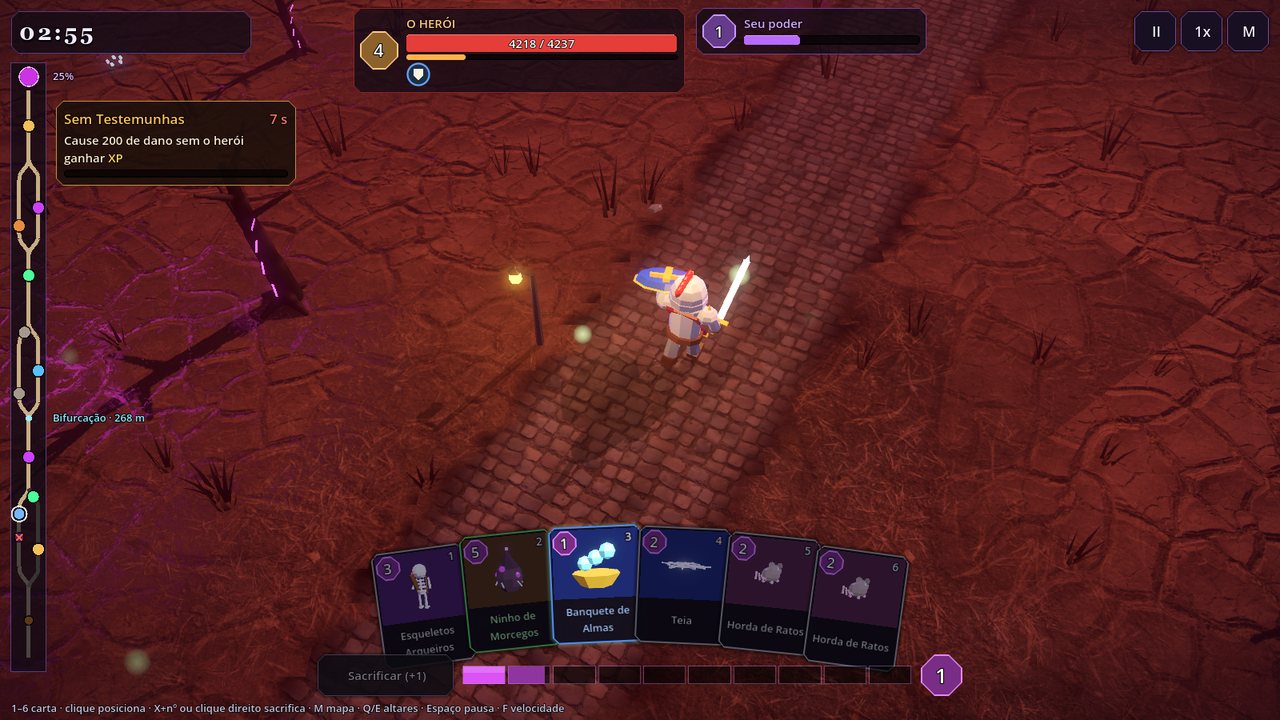 02:55
O HERÓI
4
4218 / 4237
1
Seu poder
II
1x
M
25%
Sem Testemunhas
7 s
Cause 200 de dano sem o herói
ganhar XP
Bifurcação · 268 m
3
1
Esqueletos
Arqueiros
5
2
Ninho de
Morcegos
1
3
Banquete de
Almas
2
4
Teia
2
5
Horda de Ratos
2
6
Horda de Ratos
Sacrificar (+1)
1
1–6 carta · clique posiciona · X+nº ou clique direito sacrifica · M mapa · Q/E altares · Espaço pausa · F velocidade